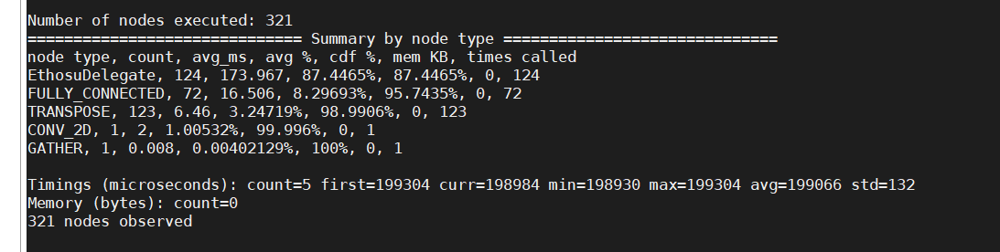 Number of nodes executed: 321
============================== Summary by node type ==============================
node type, count, avg_ms, avg %, cdf %, mem KB, times called
EthosuDelegate, 124, 173.967, 87.4465%, 87.4465%, 0, 124
FULLY_CONNECTED, 72, 16.506, 8.29693%, 95.7435%, 0, 72
TRANSPOSE, 123, 6.46, 3.24719%, 98.9906%, 0, 123
CONV_2D, 1, 2, 1.00532%, 99.996%, 0, 1
GATHER, 1, 0.008, 0.00402129%, 100%, 0, 1
Timings (microseconds): count=5 first=199304 curr=198984 min=198930 max=199304 avg=199066 std=132
Memory (bytes): count=0
321 nodes observed